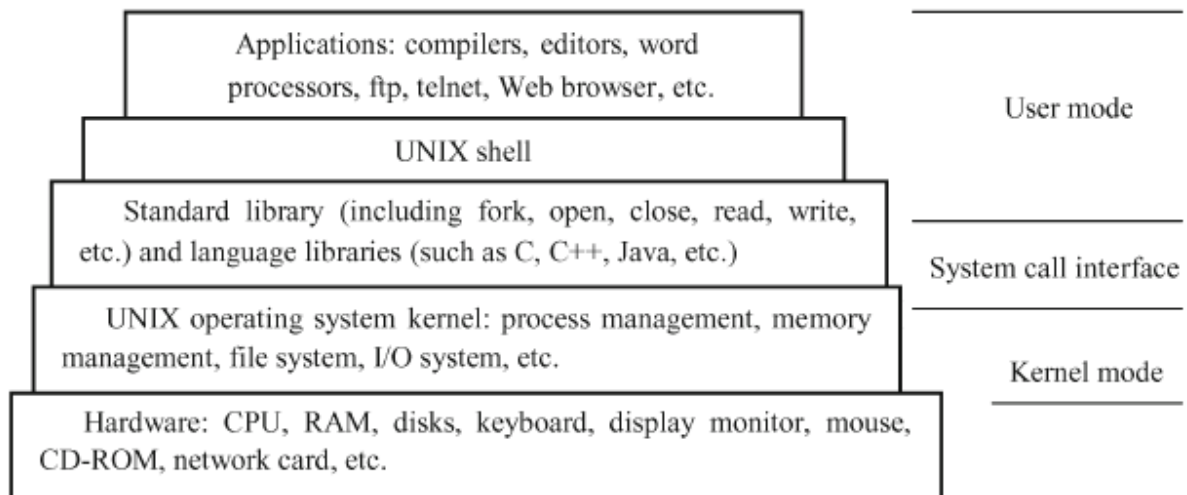 Applications: compilers, editors, word
processors, ftp, telnet, Web browser, etc.
User mode
UNIX shell
Standard library (including fork, open, close, read, write,
etc.) and language libraries (such as C, C++, Java, etc.)
System call interface
UNIX operating system kernel: process management, memory
management, file system, I/O system, etc.
Kernel mode
Hardware: CPU, RAM, disks, keyboard, display monitor, mouse,
CD-ROM, network card, etc.